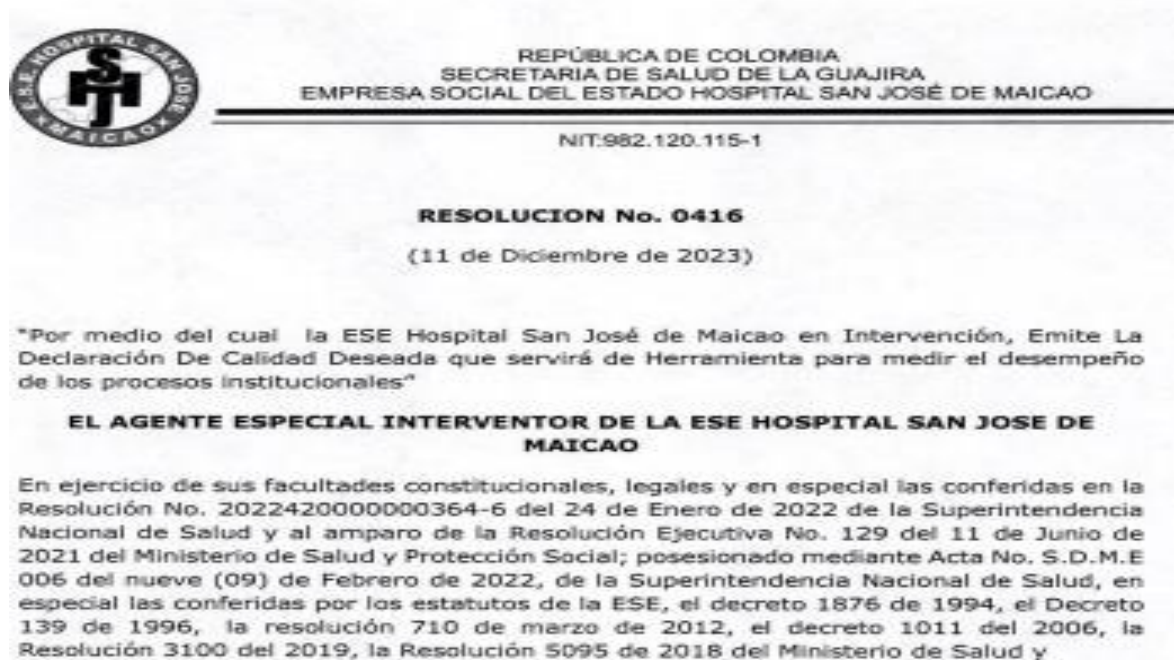 E.S.E. HOSPITAL SAN JOSE
MAICAO
SHJ
REPÚBLICA DE COLOMBIA
SECRETARIA DE SALUD DE LA GUAJIRA
EMPRESA SOCIAL DEL ESTADO HOSPITAL SAN JOSÉ DE MAICAO
NIT:982.120.115-1
RESOLUCION No. 0416
(11 de Diciembre de 2023)
"Por medio del cual la ESE Hospital San José de Maicao en Intervención, Emite La
Declaración De Calidad Deseada que servirá de Herramienta para medir el desempeño
de los procesos institucionales"
EL AGENTE ESPECIAL INTERVENTOR DE LA ESE HOSPITAL SAN JOSE DE
MAICAO
En ejercicio de sus facultades constitucionales, legales y en especial las conferidas en la
Resolución No. 2022420000000364-6 del 24 de Enero de 2022 de la Superintendencia
Nacional de Salud y al amparo de la Resolución Ejecutiva No. 129 del 11 de Junio de
2021 del Ministerio de Salud y Protección Social; posesionado mediante Acta No. S.D.M.E
006 del nueve (09) de Febrero de 2022, de la Superintendencia Nacional de Salud, en
especial las conferidas por los estatutos de la ESE, el decreto 1876 de 1994, el Decreto
139 de 1996, la resolución 710 de marzo de 2012, el decreto 1011 del 2006, la
Resolución 3100 del 2019, la Resolución 5095 de 2018 del Ministerio de Salud y